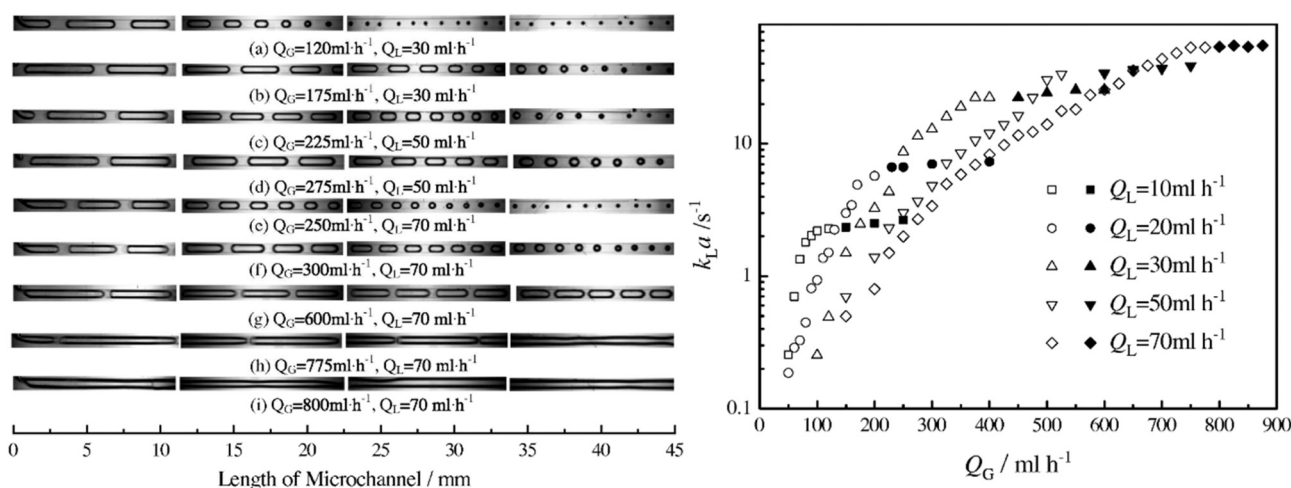 (a) Q_G=120ml·h⁻¹, Q_L=30 ml·h⁻¹
(b) Q_G=175ml·h⁻¹, Q_L=30 ml·h⁻¹
(c) Q_G=225ml·h⁻¹, Q_L=50 ml·h⁻¹
(d) Q_G=275ml·h⁻¹, Q_L=50 ml·h⁻¹
(e) Q_G=250ml·h⁻¹, Q_L=70 ml·h⁻¹
(f) Q_G=300ml·h⁻¹, Q_L=70 ml·h⁻¹
(g) Q_G=600ml·h⁻¹, Q_L=70 ml·h⁻¹
(h) Q_G=775ml·h⁻¹, Q_L=70 ml·h⁻¹
(i) Q_G=800ml·h⁻¹, Q_L=70 ml·h⁻¹
0 5 10 15 20 25 30 35 40 45
Length of Microchannel / mm
k_L a /s⁻¹
10
1
0.1
Q_L=10ml h⁻¹
Q_L=20ml h⁻¹
Q_L=30ml h⁻¹
Q_L=50ml h⁻¹
Q_L=70ml h⁻¹
0 100 200 300 400 500 600 700 800 900
Q_G / ml h⁻¹